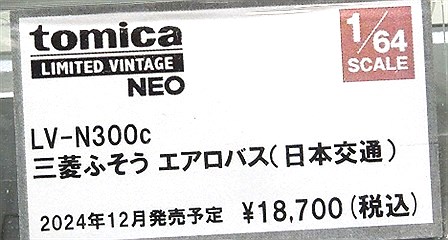 tomica
LIMITED VINTAGE
NEO
1/64
SCALE
LV-N300c
三菱ふそう エアロバス(日本交通)
2024年12月発売予定 ¥18,700(税込)